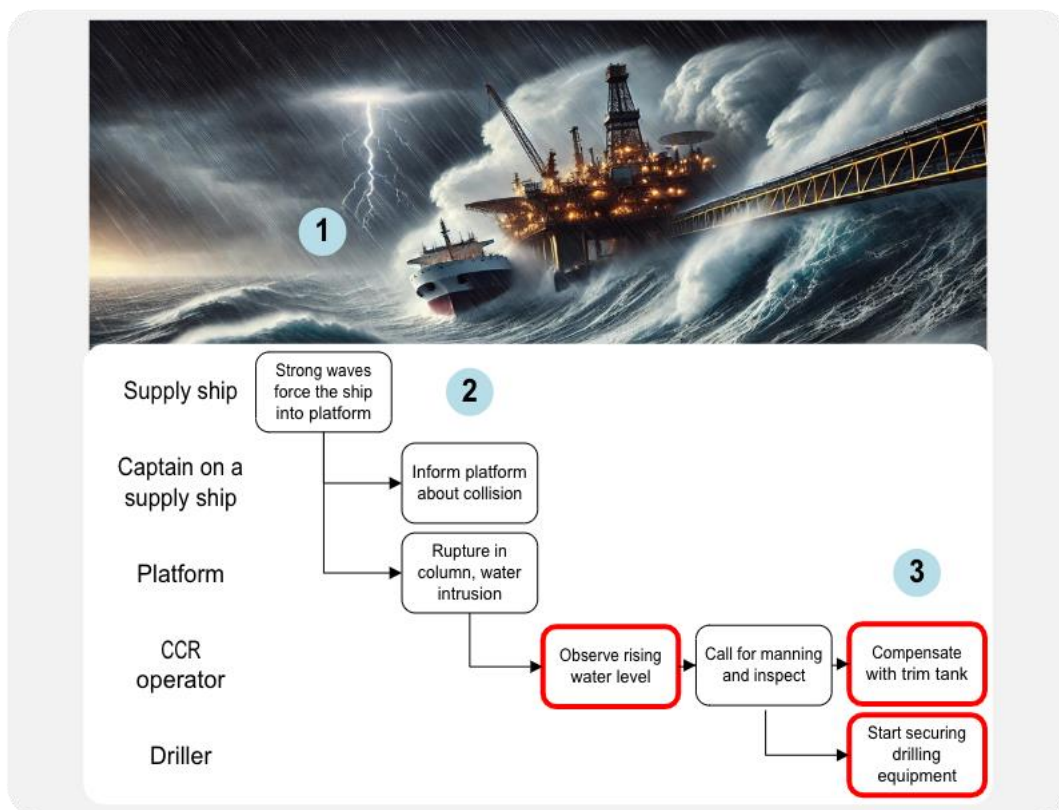 1
Supply ship
Strong waves
force the ship
into platform
2
Captain on a
supply ship
Inform platform
about collision
Platform
Rupture in
column, water
intrusion
3
CCR
operator
Observe rising
water level
Call for manning
and inspect
Compensate
with trim tank
Driller
Start securing
drilling
equipment